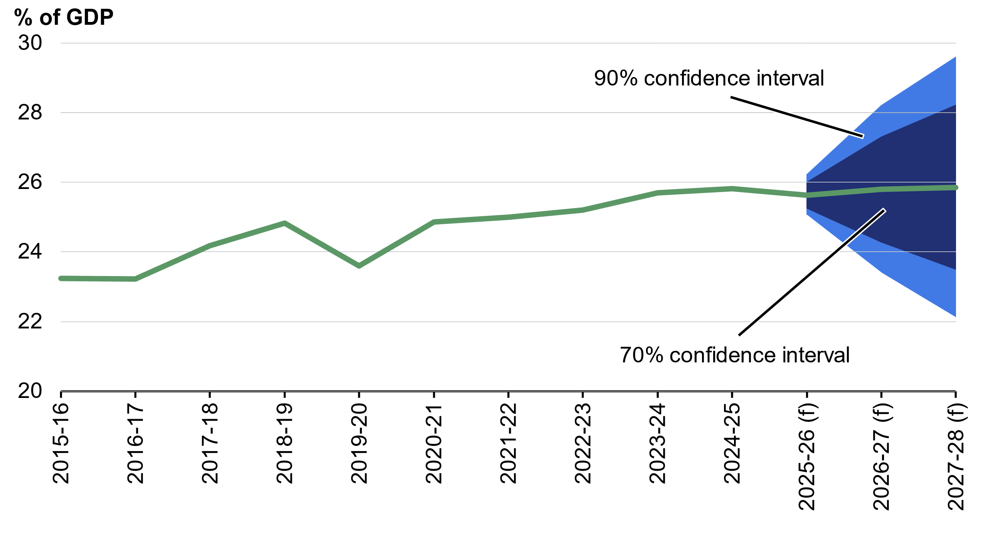 % of GDP
30
28
26
24
22
20
90% confidence interval
70% confidence interval
2015-16
2016-17
2017-18
2018-19
2019-20
2020-21
2021-22
2022-23
2023-24
2024-25
2025-26 (f)
2026-27 (f)
2027-28 (f)